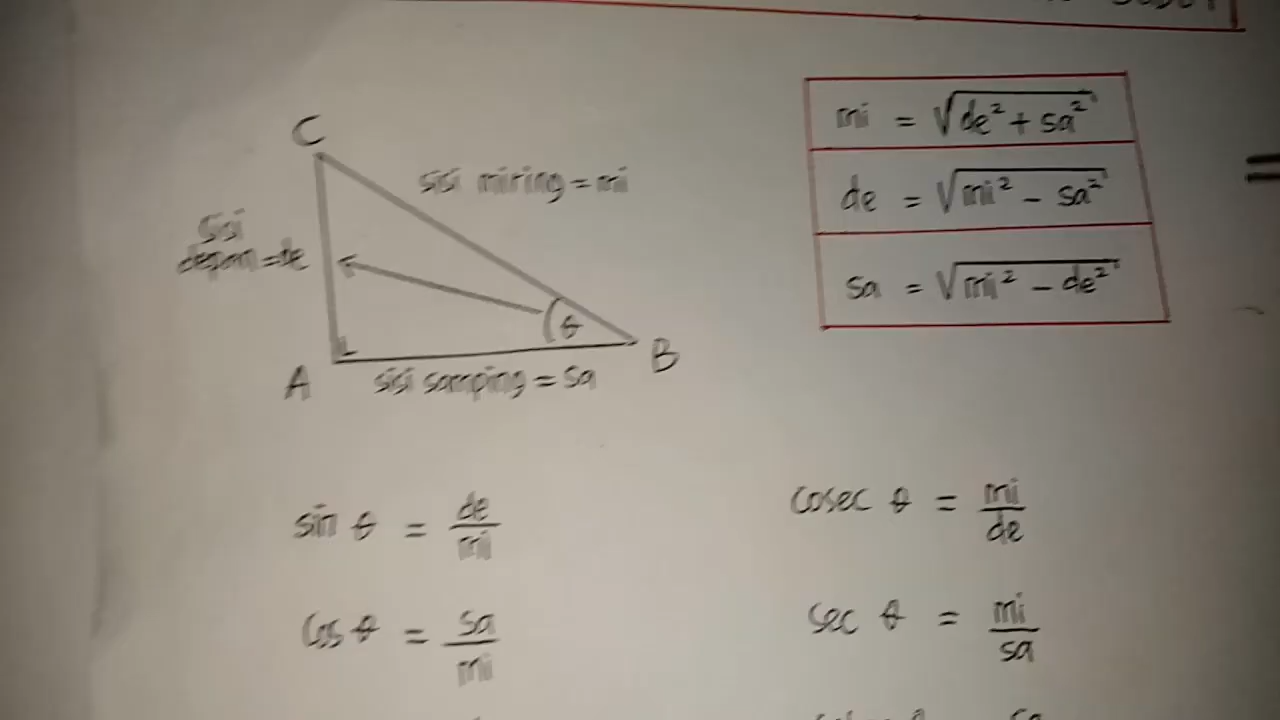 C
sisi miring = mi
sisi
depan = de
θ
A
B
sisi samping = sa
mi = √de² + sa²
de = √mi² - sa²
sa = √mi² - de²
=
sin θ = de/mi
cosec θ = mi/de
cos θ = sa/mi
sec θ = mi/sa